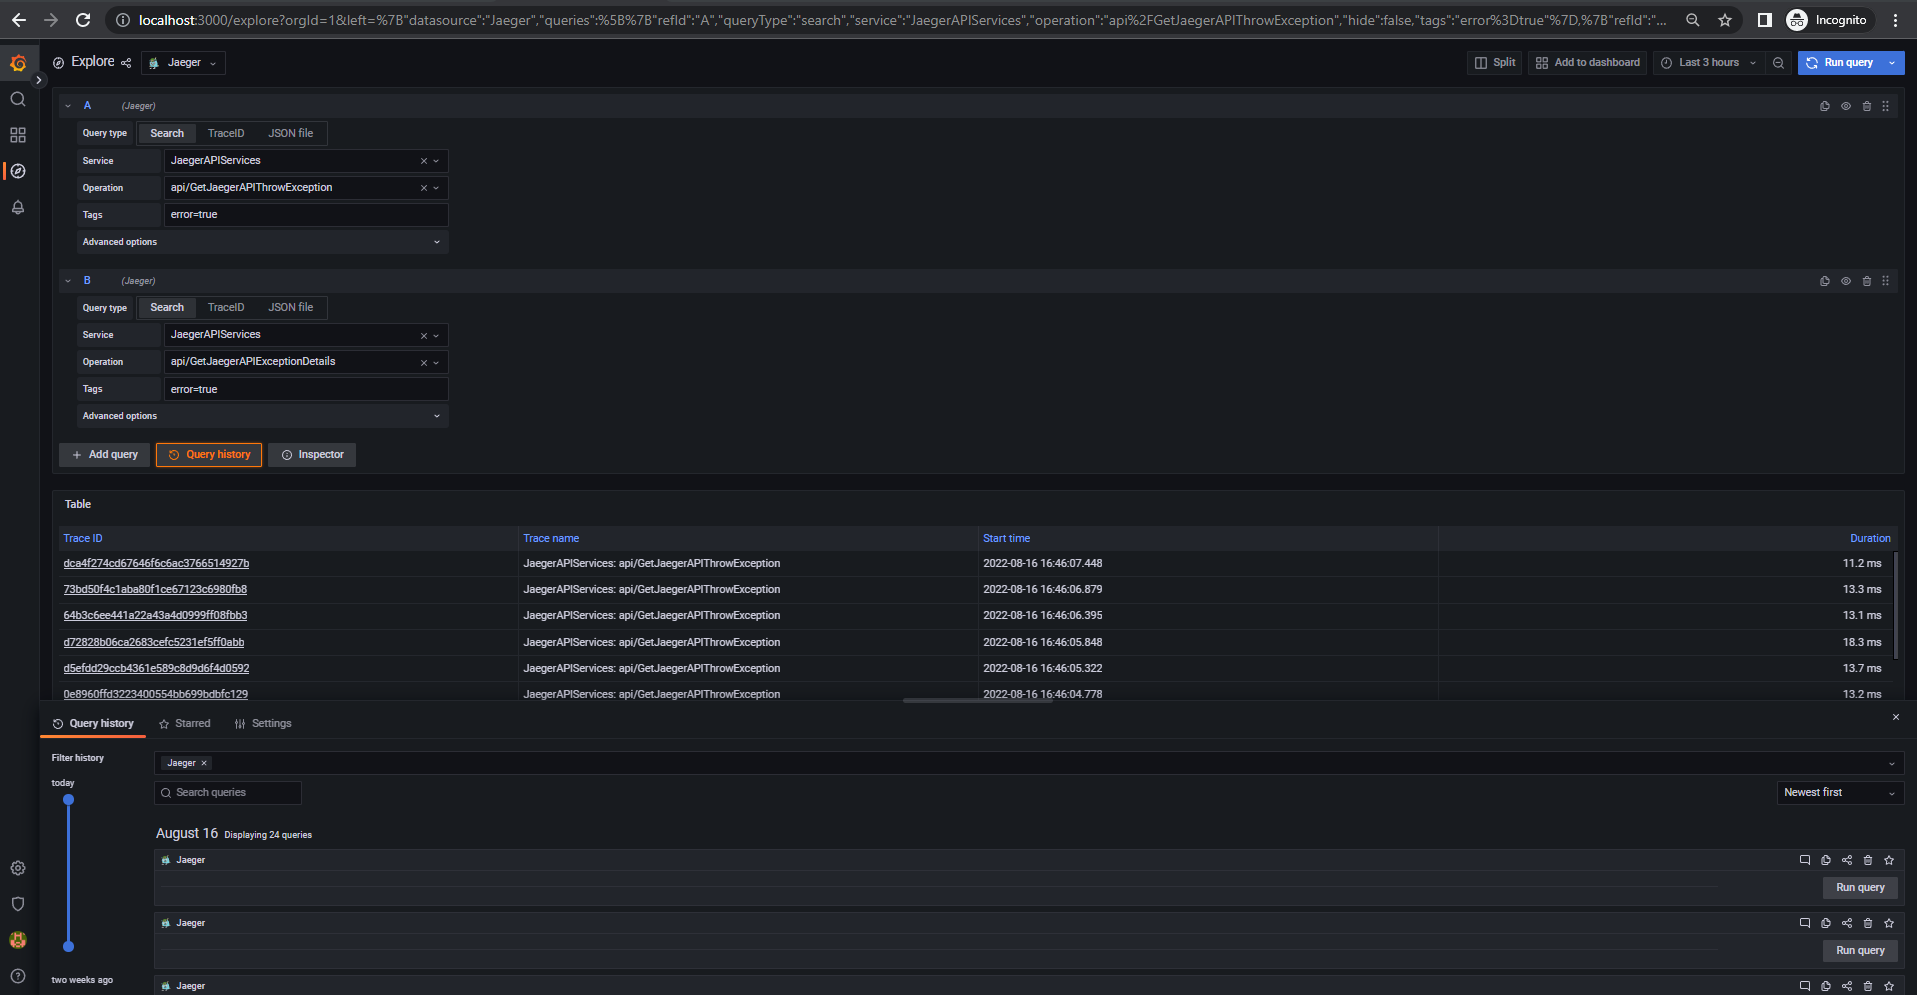 localhost:3000/explore?orgId=1&left=%7B"datasource":"Jaeger","queries":%5B%7B"refId":"A","queryType":"search","service":"JaegerAPIServices","operation":"api%2FGetJaegerAPIThrowException","hide":false,"tags":"error%3Dtrue"%7D,%7B"refId":"... Incognito
Explore Jaeger Split Add to dashboard Last 3 hours Run query
A (Jaeger)
Query type Search TraceID JSON file
Service JaegerAPIServices
Operation api/GetJaegerAPIThrowException
Tags error=true
Advanced options
B (Jaeger)
Query type Search TraceID JSON file
Service JaegerAPIServices
Operation api/GetJaegerAPIExceptionDetails
Tags error=true
Advanced options
+ Add query Query history Inspector
Table
Trace ID Trace name Start time Duration
dca4f274cd67646f6c6ac3766514927b JaegerAPIServices: api/GetJaegerAPIThrowException 2022-08-16 16:46:07.448 11.2 ms
73bd50f4c1aba80f1ce67123c6980fb8 JaegerAPIServices: api/GetJaegerAPIThrowException 2022-08-16 16:46:06.879 13.3 ms
64b3c6ee441a22a43a4d0999ff08fbb3 JaegerAPIServices: api/GetJaegerAPIThrowException 2022-08-16 16:46:06.395 13.1 ms
d72828b06ca2683cefc5231ef5ff0abb JaegerAPIServices: api/GetJaegerAPIThrowException 2022-08-16 16:46:05.848 18.3 ms
d5efdd29ccb4361e589c8d9d6f4d0592 JaegerAPIServices: api/GetJaegerAPIThrowException 2022-08-16 16:46:05.322 13.7 ms
0e8960ffd3223400554bb699bdbfc129 JaegerAPIServices: api/GetJaegerAPIThrowException 2022-08-16 16:46:04.778 13.2 ms
Query history Starred Settings
Filter history Jaeger
today
Search queries Newest first
August 16 Displaying 24 queries
Jaeger
Run query
Jaeger
Run query
two weeks ago
Jaeger